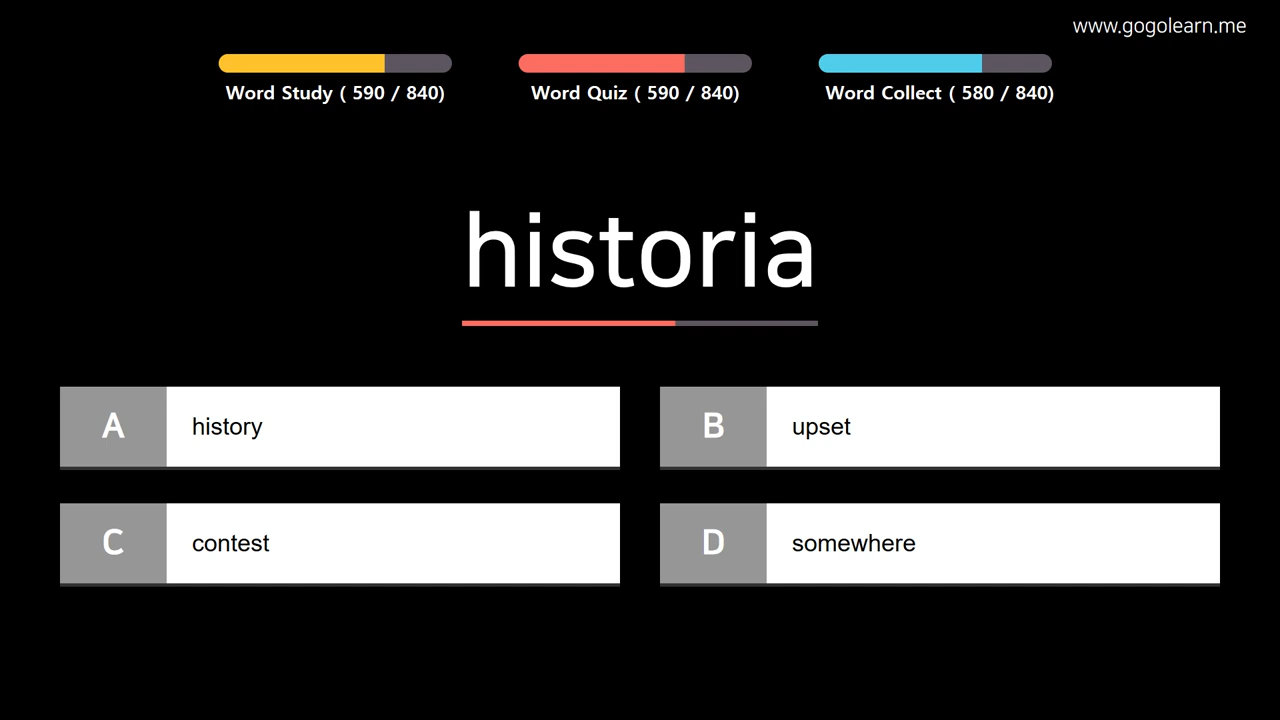 www.gogolearn.me
Word Study ( 590 / 840)
Word Quiz ( 590 / 840)
Word Collect ( 580 / 840)
historia
A history
B upset
C contest
D somewhere